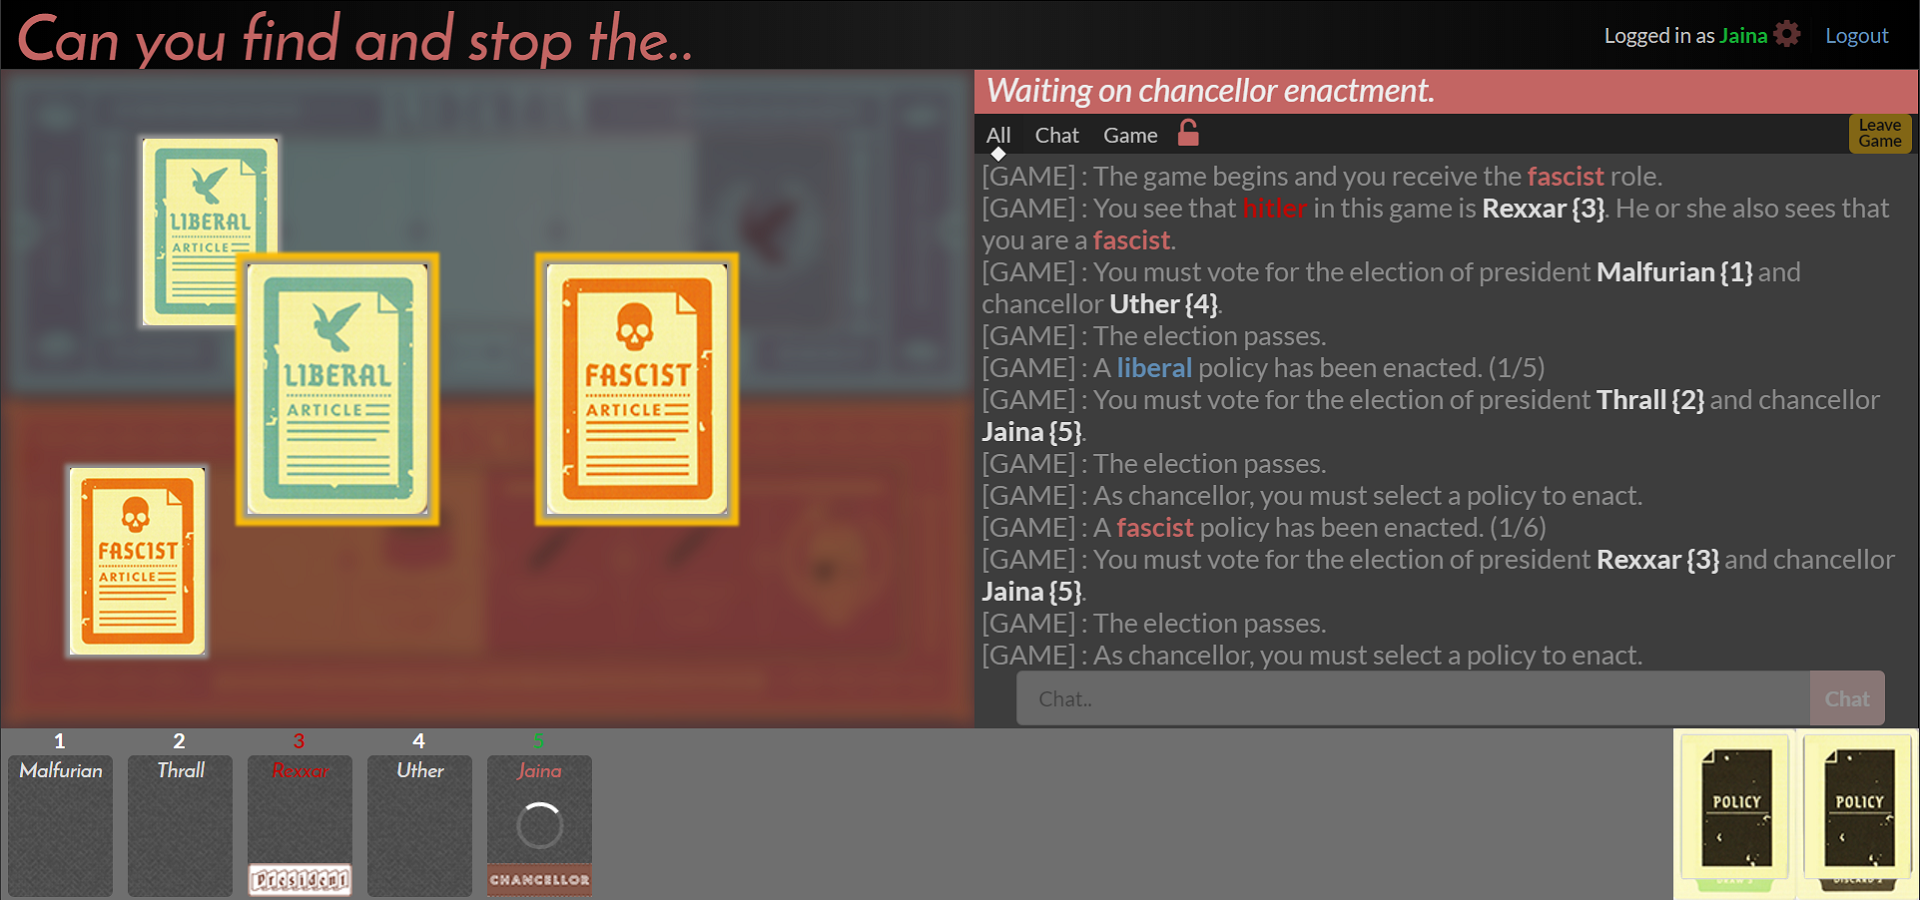 Can you find and stop the..
Logged in as Jaina
Logout
Waiting on chancellor enactment.
All
Chat
Game
Leave
Game
LIBERAL
ARTICLE
LIBERAL
ARTICLE
FASCIST
ARTICLE
FASCIST
ARTICLE
[GAME] : The game begins and you receive the fascist role.
[GAME] : You see that hitler in this game is Rexxar {3}. He or she also sees that
you are a fascist.
[GAME] : You must vote for the election of president Malfurian {1} and
chancellor Uther {4}.
[GAME] : The election passes.
[GAME] : A liberal policy has been enacted. (1/5)
[GAME] : You must vote for the election of president Thrall {2} and chancellor
Jaina {5}.
[GAME] : The election passes.
[GAME] : As chancellor, you must select a policy to enact.
[GAME] : A fascist policy has been enacted. (1/6)
[GAME] : You must vote for the election of president Rexxar {3} and chancellor
Jaina {5}.
[GAME] : The election passes.
[GAME] : As chancellor, you must select a policy to enact.
Chat..
Chat
1
2
3
4
5
Malfurian
Thrall
Rexxar
Uther
Jaina
President
CHANCELLOR
POLICY
POLICY